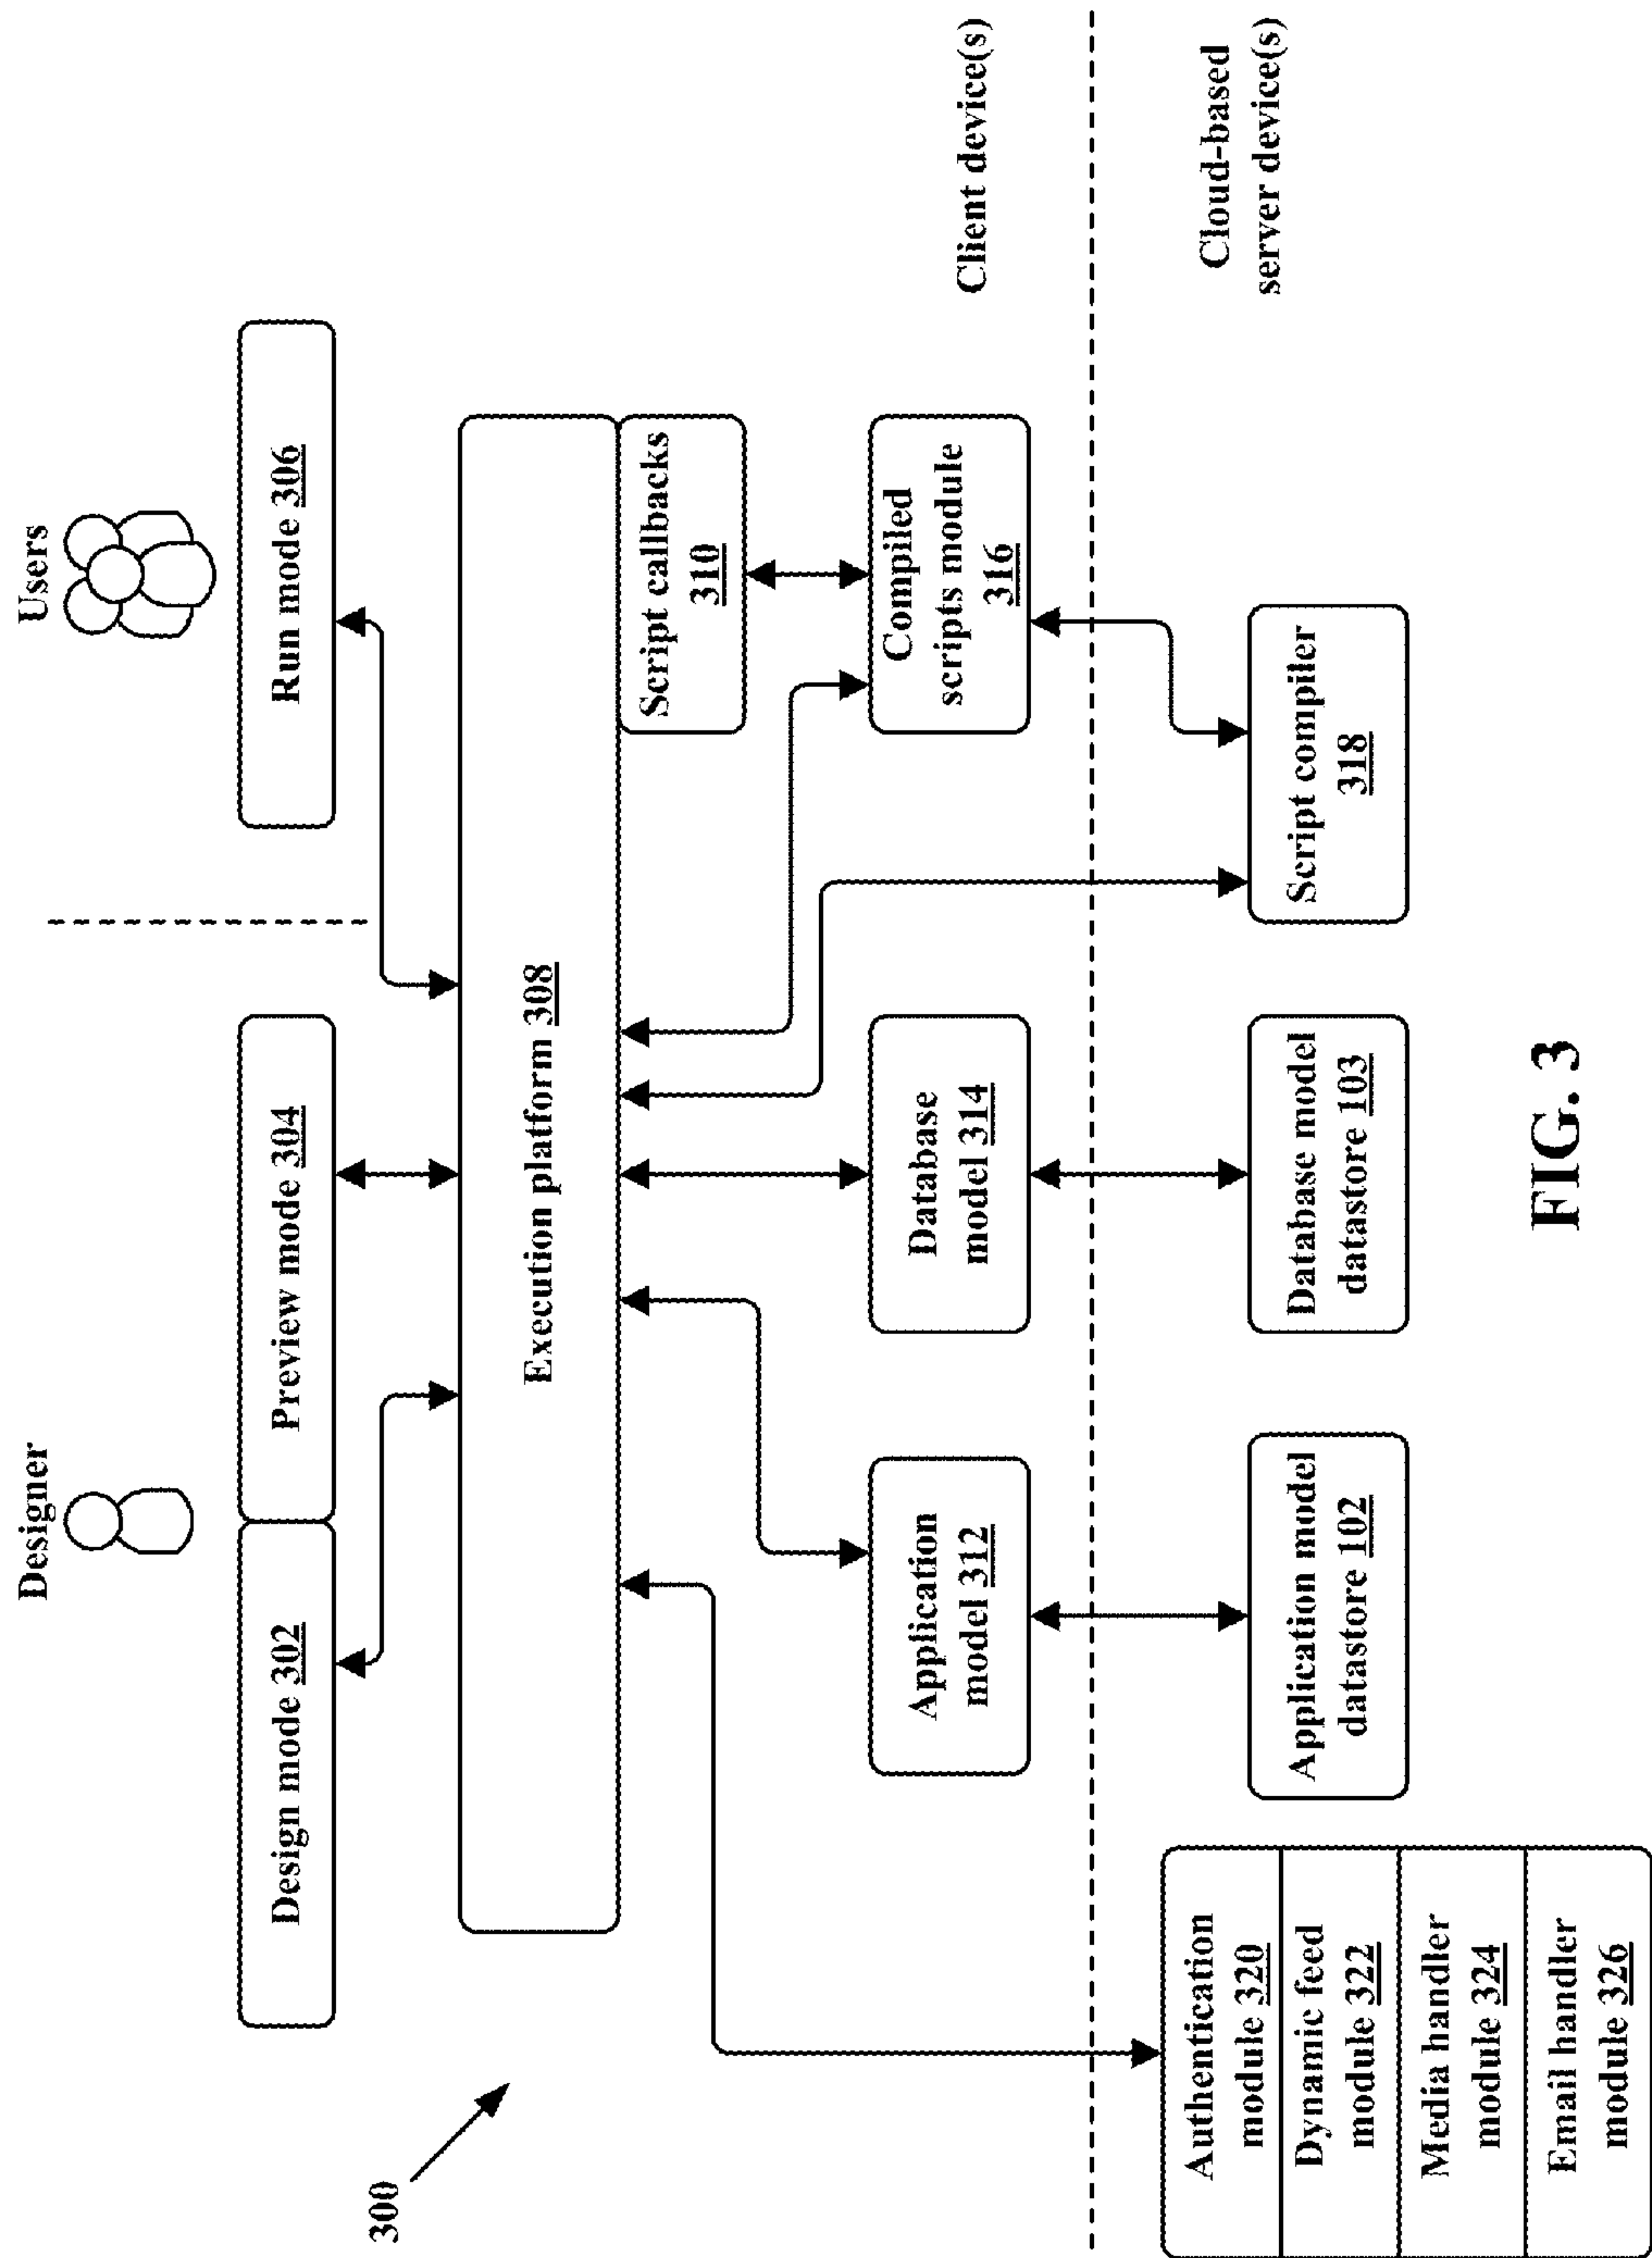 Designer
Users
Design mode 302
Preview mode 304
Run mode 306
Execution platform 308
Script callbacks
310
Application
model 312
Database
model 314
Compiled
scripts module
316
Client device(s)
Cloud-based
server device(s)
Authentication
module 320
Dynamic feed
module 322
Media handler
module 324
Email handler
module 326
Application model
datastore 102
Database model
datastore 103
Script compiler
318
300
FIG. 3